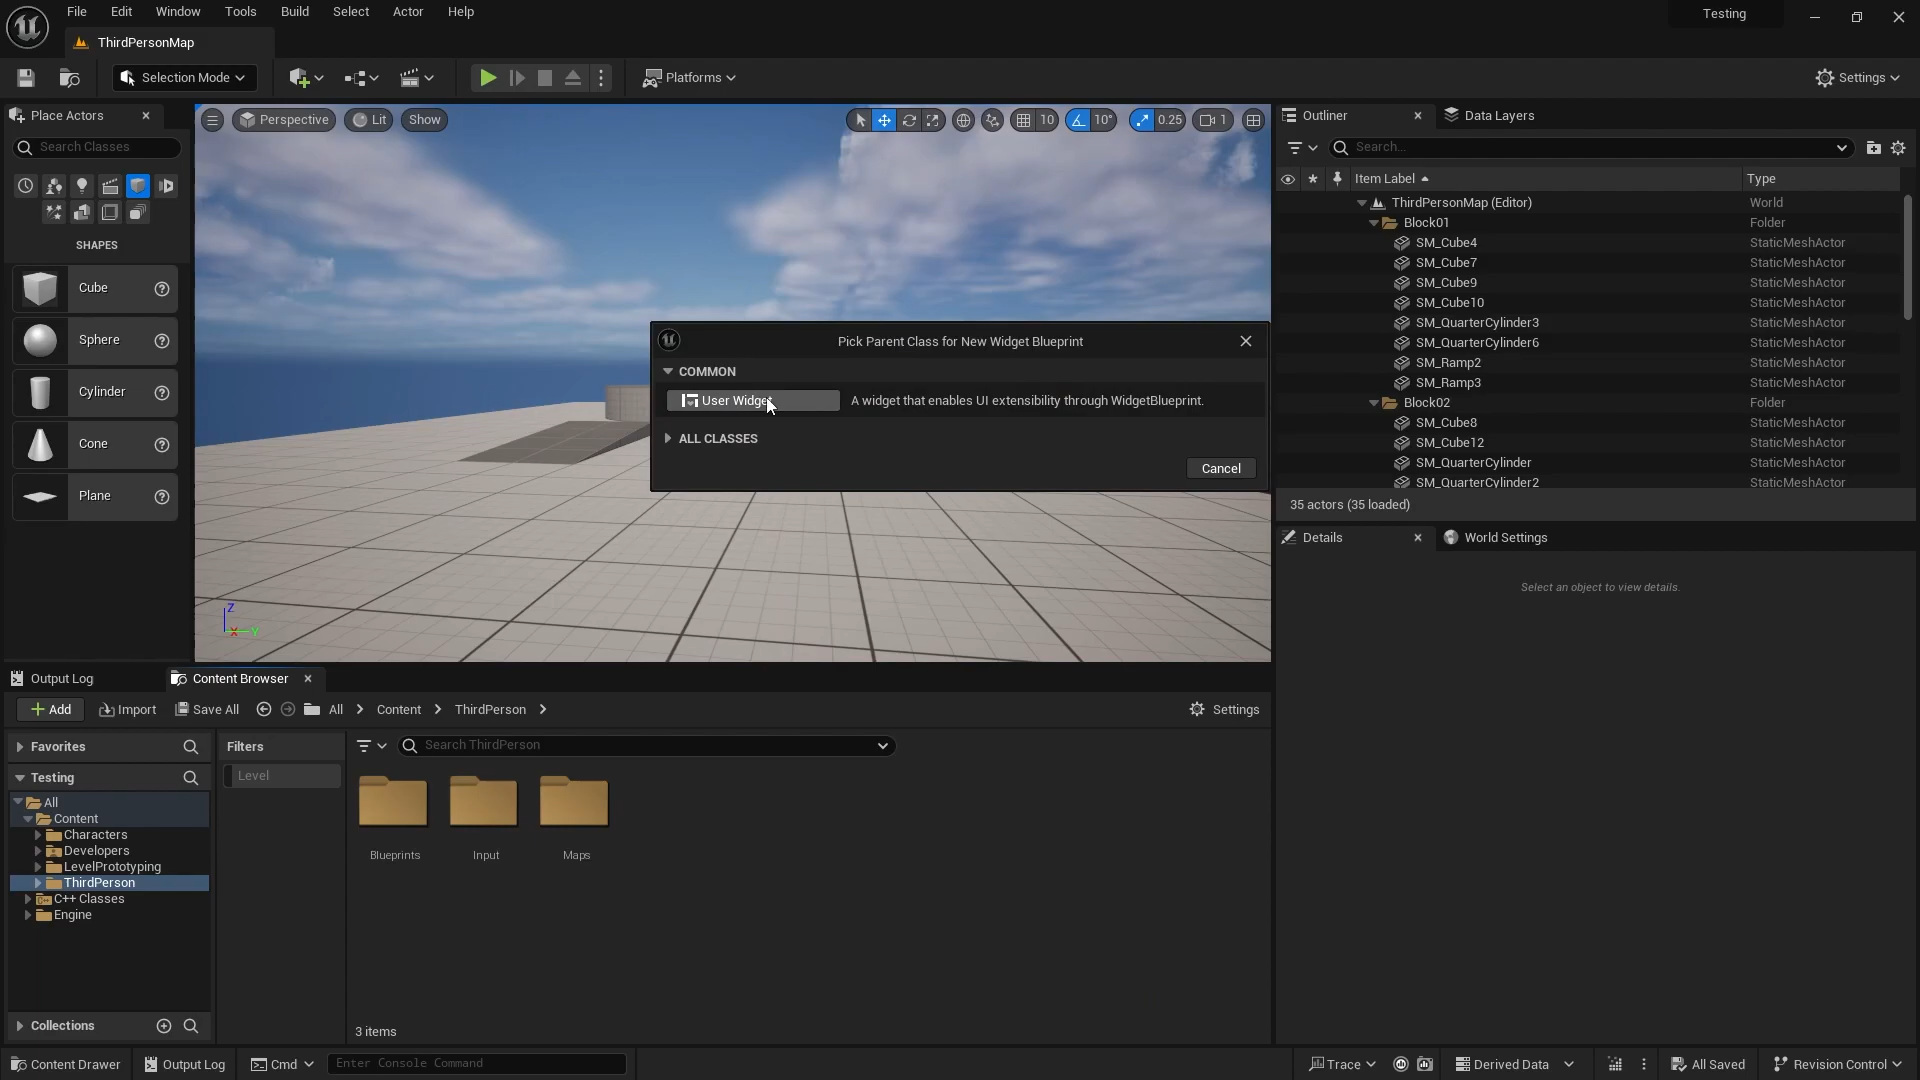 File Edit Window Tools Build Select Actor Help
Testing
ThirdPersonMap
Selection Mode
Platforms
Settings
Place Actors
Search Classes
SHAPES
Cube
Sphere
Cylinder
Cone
Plane
Perspective Lit Show
10 10° 0.25 1
Z
X Y
Pick Parent Class for New Widget Blueprint
COMMON
User Widget A widget that enables UI extensibility through WidgetBlueprint.
ALL CLASSES
Cancel
Outliner Data Layers
Search...
Item Label Type
ThirdPersonMap (Editor) World
Block01 Folder
SM_Cube4 StaticMeshActor
SM_Cube7 StaticMeshActor
SM_Cube9 StaticMeshActor
SM_Cube10 StaticMeshActor
SM_QuarterCylinder3 StaticMeshActor
SM_QuarterCylinder6 StaticMeshActor
SM_Ramp2 StaticMeshActor
SM_Ramp3 StaticMeshActor
Block02 Folder
SM_Cube8 StaticMeshActor
SM_Cube12 StaticMeshActor
SM_QuarterCylinder StaticMeshActor
SM_QuarterCylinder2 StaticMeshActor
35 actors (35 loaded)
Details World Settings
Select an object to view details.
Output Log Content Browser
Add Import Save All All Content ThirdPerson Settings
Favorites
Testing
All
Content
Characters
Developers
LevelPrototyping
ThirdPerson
C++ Classes
Engine
Collections
Filters
Level
Search ThirdPerson
Blueprints Input Maps
3 items
Content Drawer Output Log Cmd Enter Console Command Trace Derived Data All Saved Revision Control